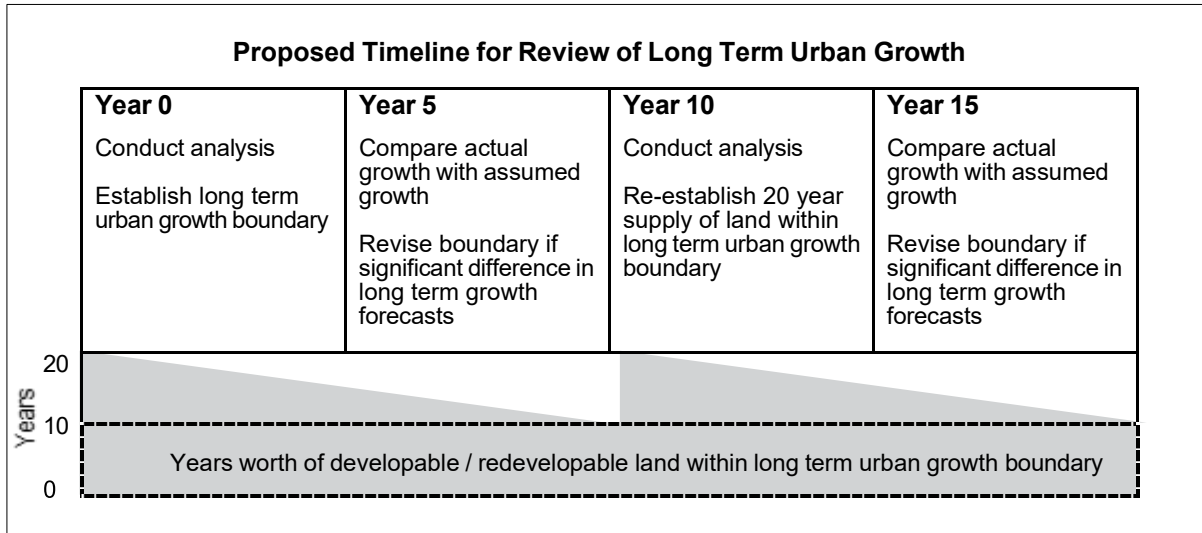 Proposed Timeline for Review of Long Term Urban Growth
Year 0
Conduct analysis
Establish long term
urban growth boundary
Year 5
Compare actual
growth with assumed
growth
Revise boundary if
significant difference in
long term growth
forecasts
Year 10
Conduct analysis
Re-establish 20 year
supply of land within
long term urban growth
boundary
Year 15
Compare actual
growth with assumed
growth
Revise boundary if
significant difference in
long term growth
forecasts
Years
20
10
0
Years worth of developable / redevelopable land within long term urban growth boundary